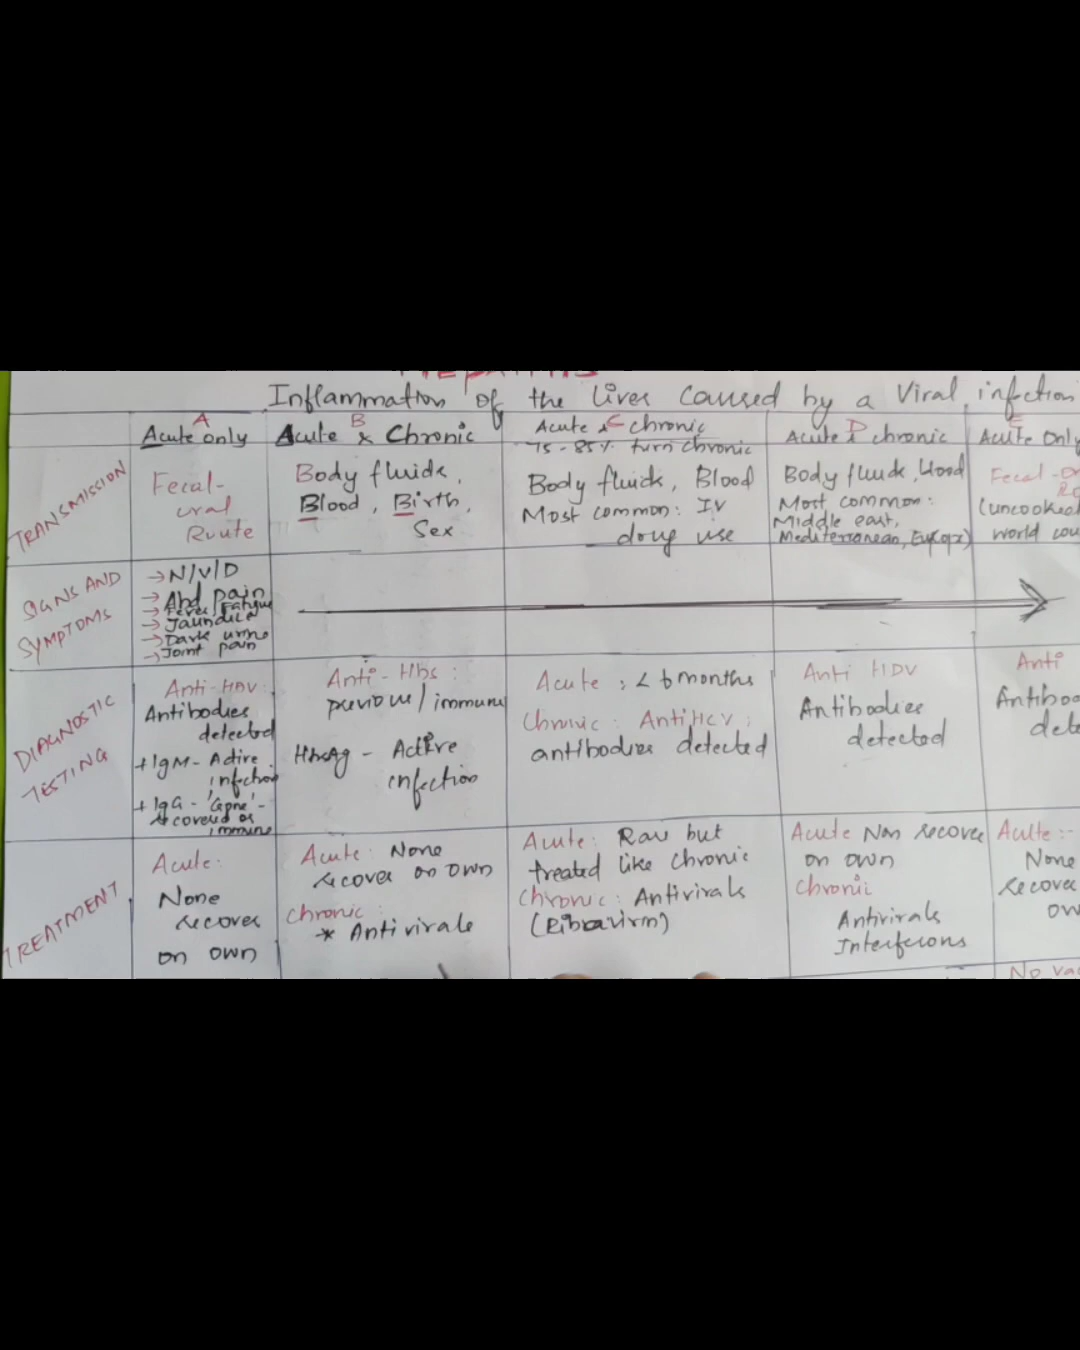 Hepatitis
Inflammation of the liver caused by a Viral infection
A
Acute only
B
Acute & Chronic
C
Acute & chronic
75-85% turn chronic
D
Acute & chronic
E
Acute Only
TRANSMISSION
Fecal-
oral
Route
Body fluids,
Blood, Birth,
Sex
Body fluids, Blood
Most common: IV
drug use
Body fluids, blood
Most common:
Middle east,
Mediterranean, Europe)
Fecal-
(uncooked
world cou
SIGNS AND
SYMPTOMS
→ N/V/D
→ Abd pain
→ Fever, Fatigue
→ Jaundice
→ Dark urine
→ Joint pain
DIAGNOSTIC
TESTING
Anti-HAV:
Antibodies
detected
+IgM- Active
infection
+IgG - 'Gone'-
recovered or
immune
Anti-Hbs:
previous/immune
HbsAg - Active
infection
Acute: < 6 months
Chronic: Anti HCV:
antibodies detected
Anti HDV
Antibodies
detected
Anti
Antibo
dete
TREATMENT
Acute:
None
recover
on own
Acute: None
recover on own
Chronic:
* Antivirals
Acute: Rare but
treated like chronic
Chronic: Antivirals
(Ribavirin)
Acute Non recover
on own
Chronic
Antivirals
Interferons
Acute:-
None
recover
ow
No vac